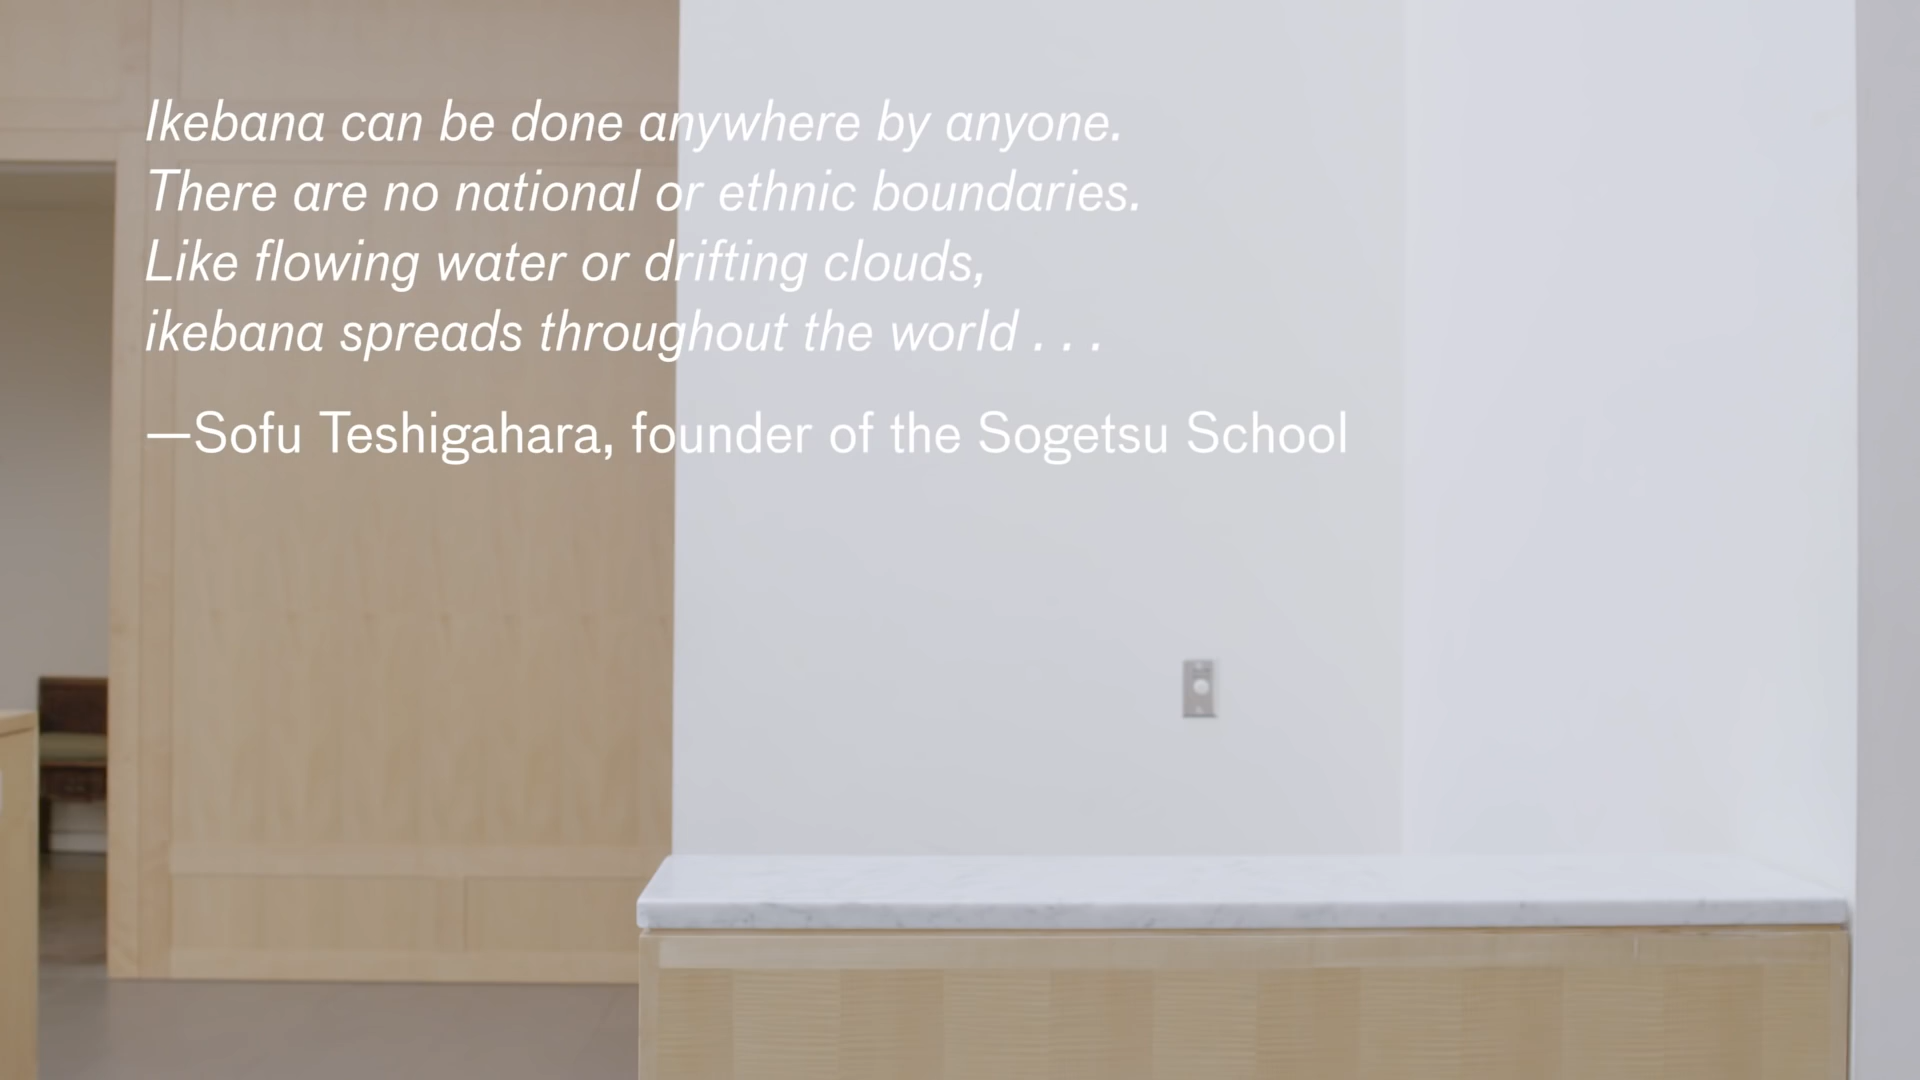 Ikebana can be done anywhere by anyone.
There are no national or ethnic boundaries.
Like flowing water or drifting clouds,
ikebana spreads throughout the world . . .
—Sofu Teshigahara, founder of the Sogetsu School